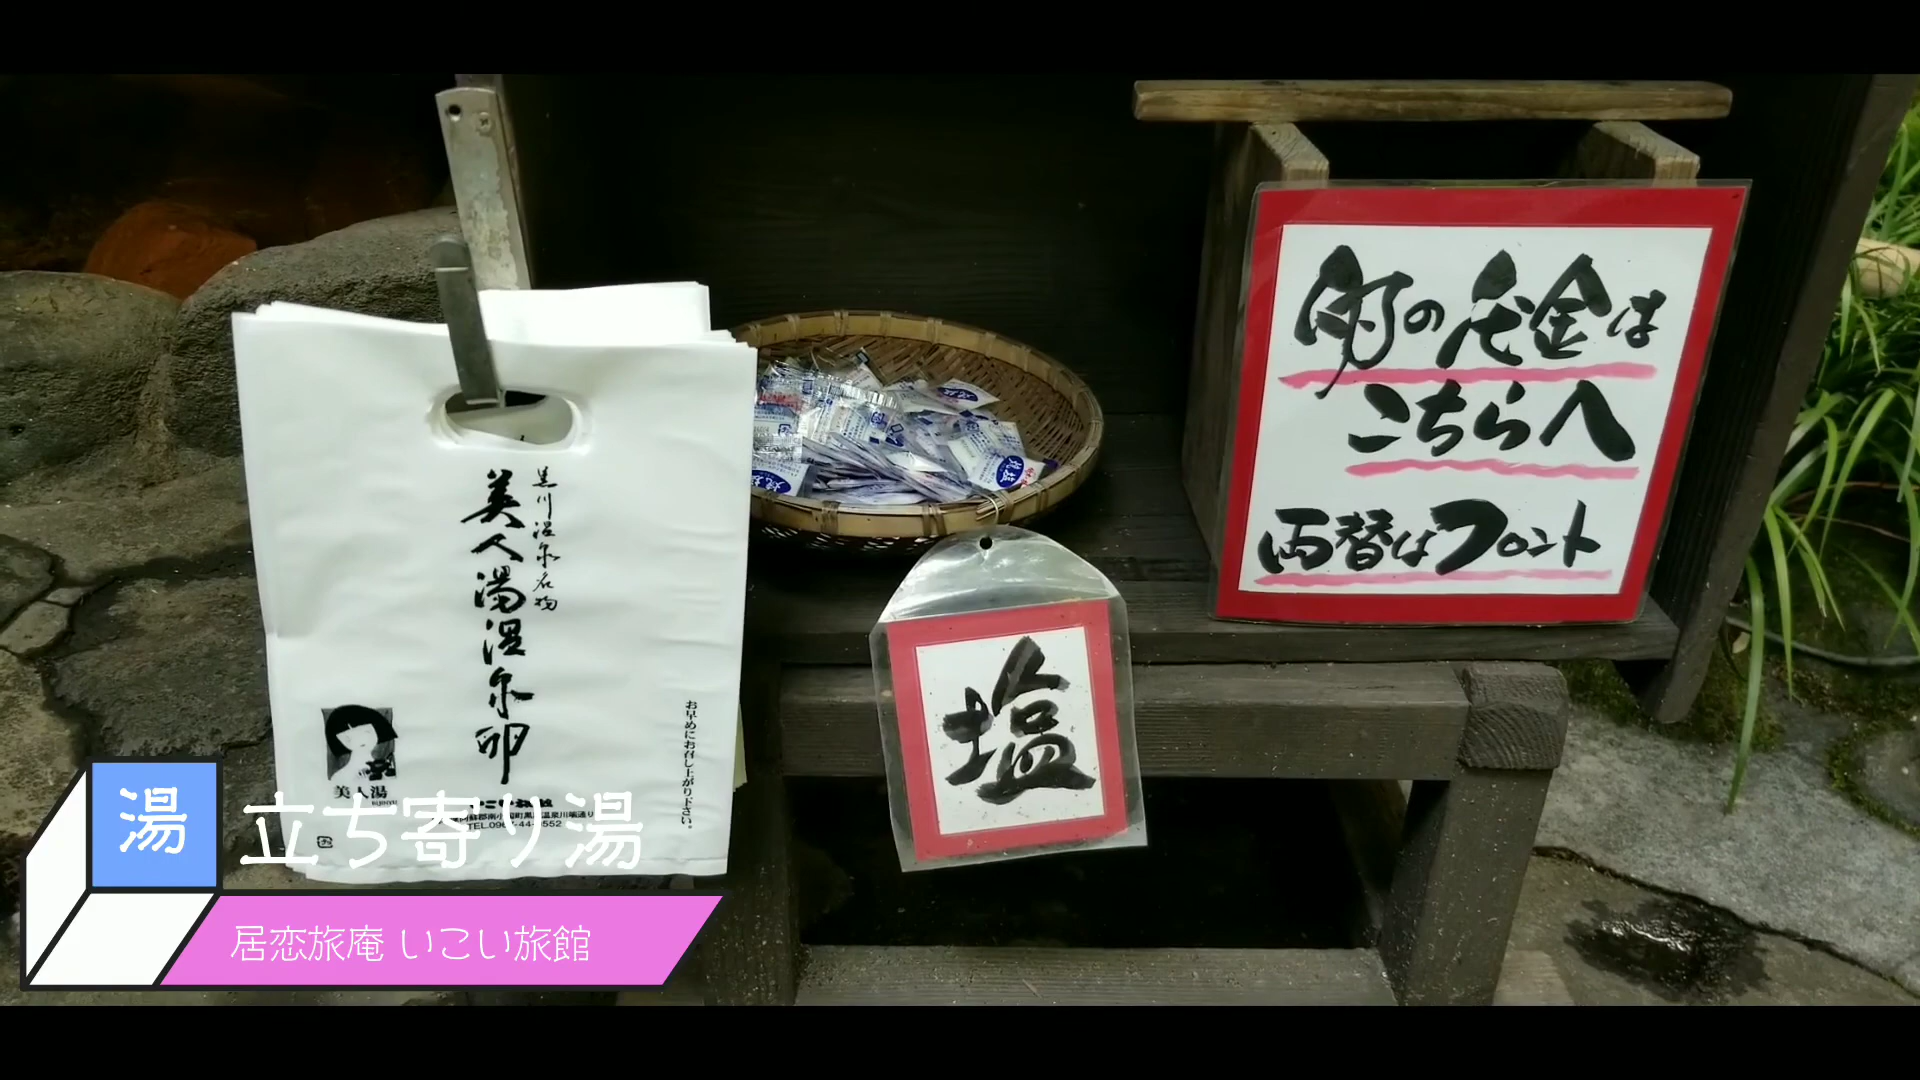 卵の代金は
こちらへ
両替はフロント
塩
黒川温泉名物
美人湯温泉卵
お早めにお召し上がり下さい。
美人湯
湯
立ち寄り湯
居恋旅庵 いこい旅館